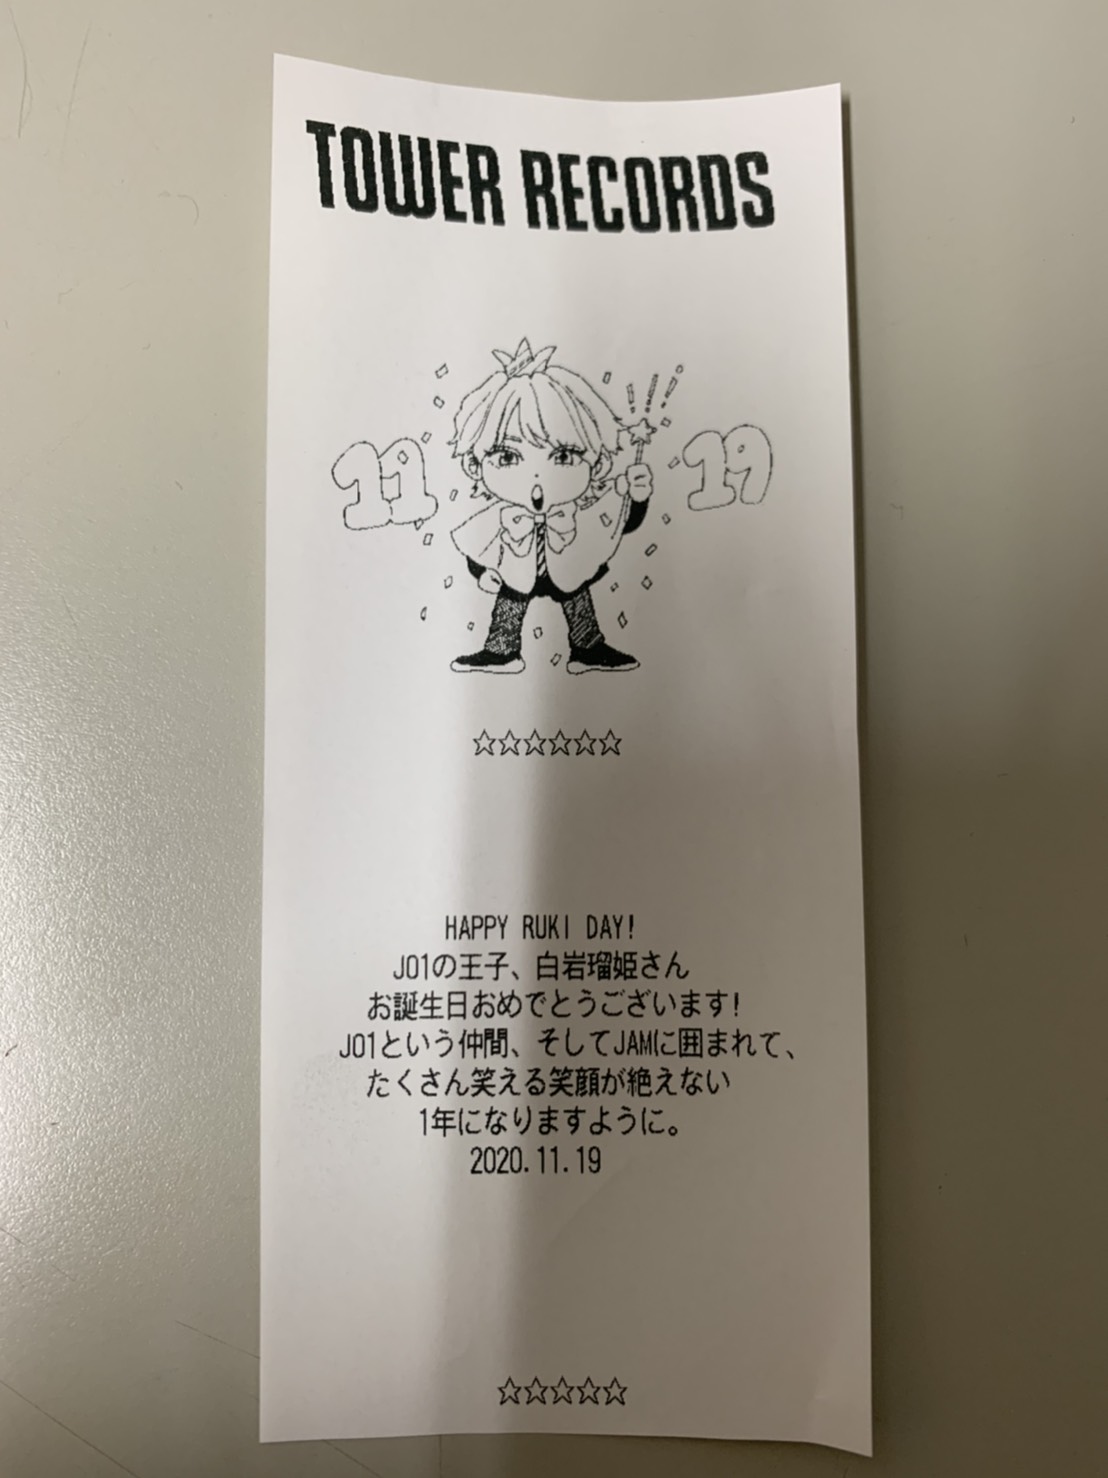 TOWER RECORDS
11 19
☆☆☆☆☆☆
HAPPY RUKI DAY!
JO1の王子、白岩瑠姫さん
お誕生日おめでとうございます!
JO1という仲間、そしてJAMに囲まれて、
たくさん笑える笑顔が絶えない
1年になりますように。
2020.11.19
☆☆☆☆☆